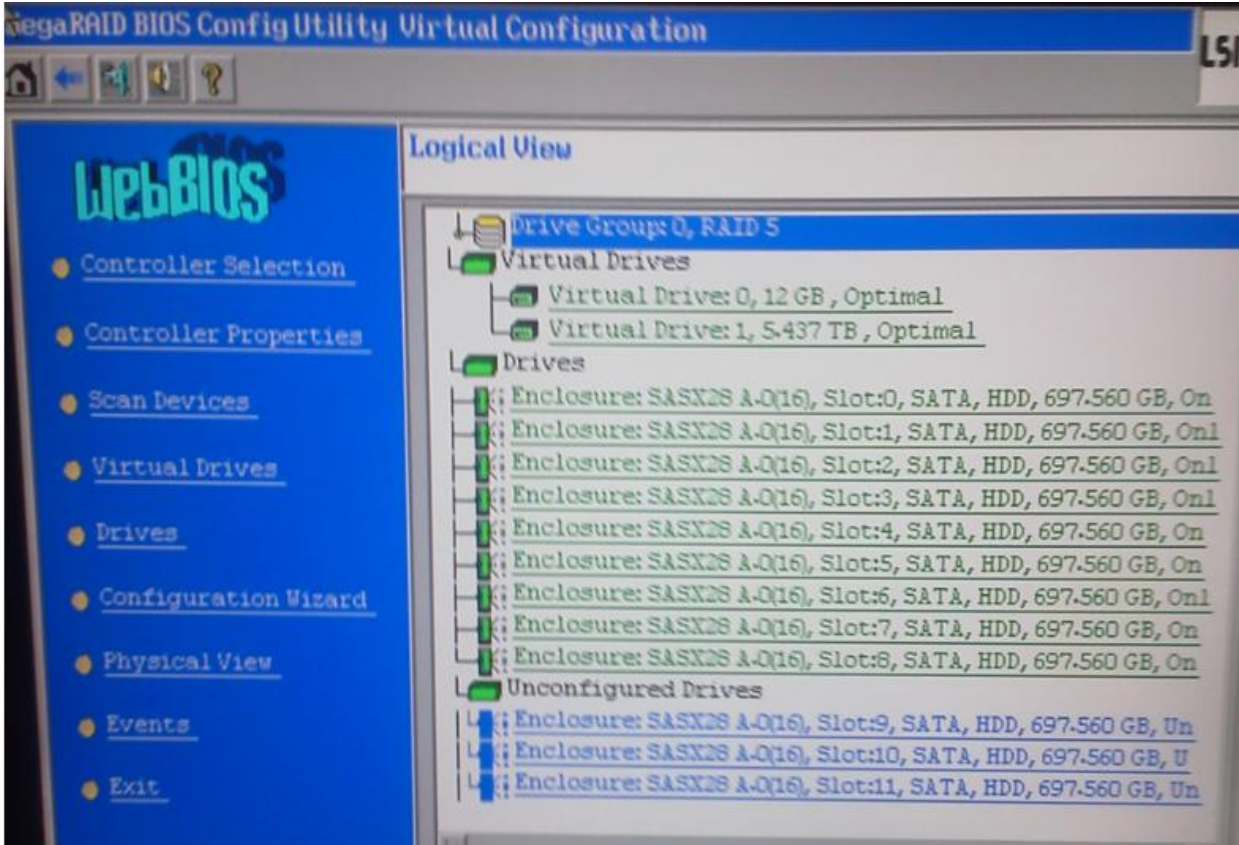 MegaRAID BIOS Config Utility Virtual Configuration
LSI
WebBIOS
Controller Selection
Controller Properties
Scan Devices
Virtual Drives
Drives
Configuration Wizard
Physical View
Events
Exit
Logical View
Drive Group: 0, RAID 5
Virtual Drives
Virtual Drive: 0, 12 GB , Optimal
Virtual Drive: 1, 5.437 TB , Optimal
Drives
Enclosure: SASX28 A-0(16), Slot:0, SATA, HDD, 697.560 GB, On
Enclosure: SASX28 A-0(16), Slot:1, SATA, HDD, 697.560 GB, Onl
Enclosure: SASX28 A-0(16), Slot:2, SATA, HDD, 697.560 GB, Onl
Enclosure: SASX28 A-0(16), Slot:3, SATA, HDD, 697.560 GB, Onl
Enclosure: SASX28 A-0(16), Slot:4, SATA, HDD, 697.560 GB, On
Enclosure: SASX28 A-0(16), Slot:5, SATA, HDD, 697.560 GB, On
Enclosure: SASX28 A-0(16), Slot:6, SATA, HDD, 697.560 GB, Onl
Enclosure: SASX28 A-0(16), Slot:7, SATA, HDD, 697.560 GB, On
Enclosure: SASX28 A-0(16), Slot:8, SATA, HDD, 697.560 GB, On
Unconfigured Drives
Enclosure: SASX28 A-0(16), Slot:9, SATA, HDD, 697.560 GB, Un
Enclosure: SASX28 A-0(16), Slot:10, SATA, HDD, 697.560 GB, U
Enclosure: SASX28 A-0(16), Slot:11, SATA, HDD, 697.560 GB, Un